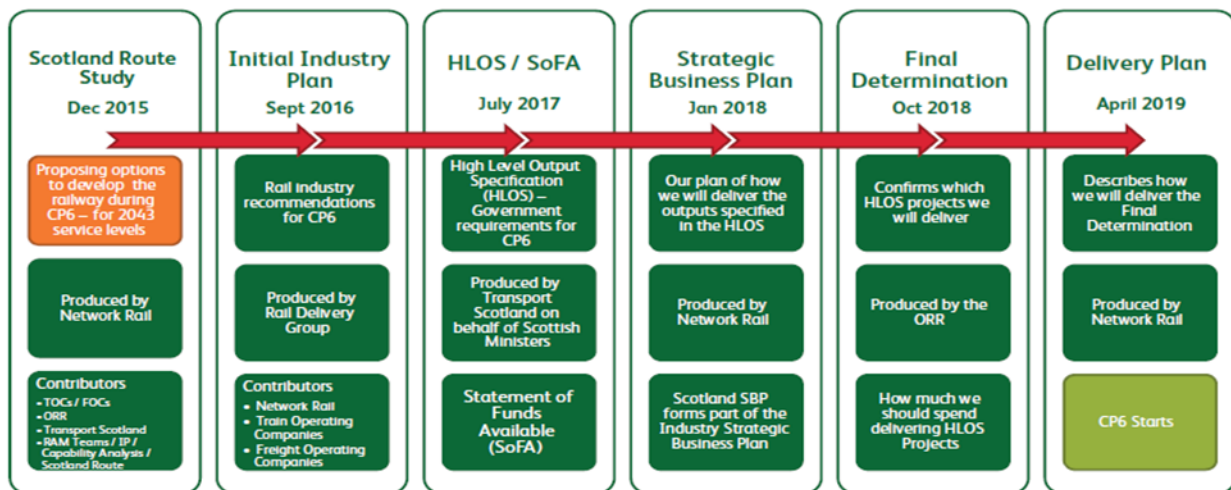 Scotland Route
Study
Dec 2015
Proposing options
to develop the
railway during
CP6 – for 2043
service levels
Produced by
Network Rail
Contributors
- TOCs / FOCs
- ORR
- Transport Scotland
- RAM Teams / IP /
Capability Analysis /
Scotland Route
Initial Industry
Plan
Sept 2016
Rail industry
recommendations
for CP6
Produced by
Rail Delivery
Group
Contributors
• Network Rail
• Train Operating
Companies
• Freight Operating
Companies
HLOS / SoFA
July 2017
High Level Output
Specification
(HLOS) –
Government
requirements for
CP6
Produced by
Transport
Scotland on
behalf of Scottish
Ministers
Statement of
Funds
Available
(SoFA)
Strategic
Business Plan
Jan 2018
Our plan of how
we will deliver the
outputs specified
in the HLOS
Produced by
Network Rail
Scotland SBP
forms part of the
Industry Strategic
Business Plan
Final
Determination
Oct 2018
Confirms which
HLOS projects we
will deliver
Produced by the
ORR
How much we
should spend
delivering HLOS
Projects
Delivery Plan
April 2019
Describes how
we will deliver the
Final
Determination
Produced by
Network Rail
CP6 Starts